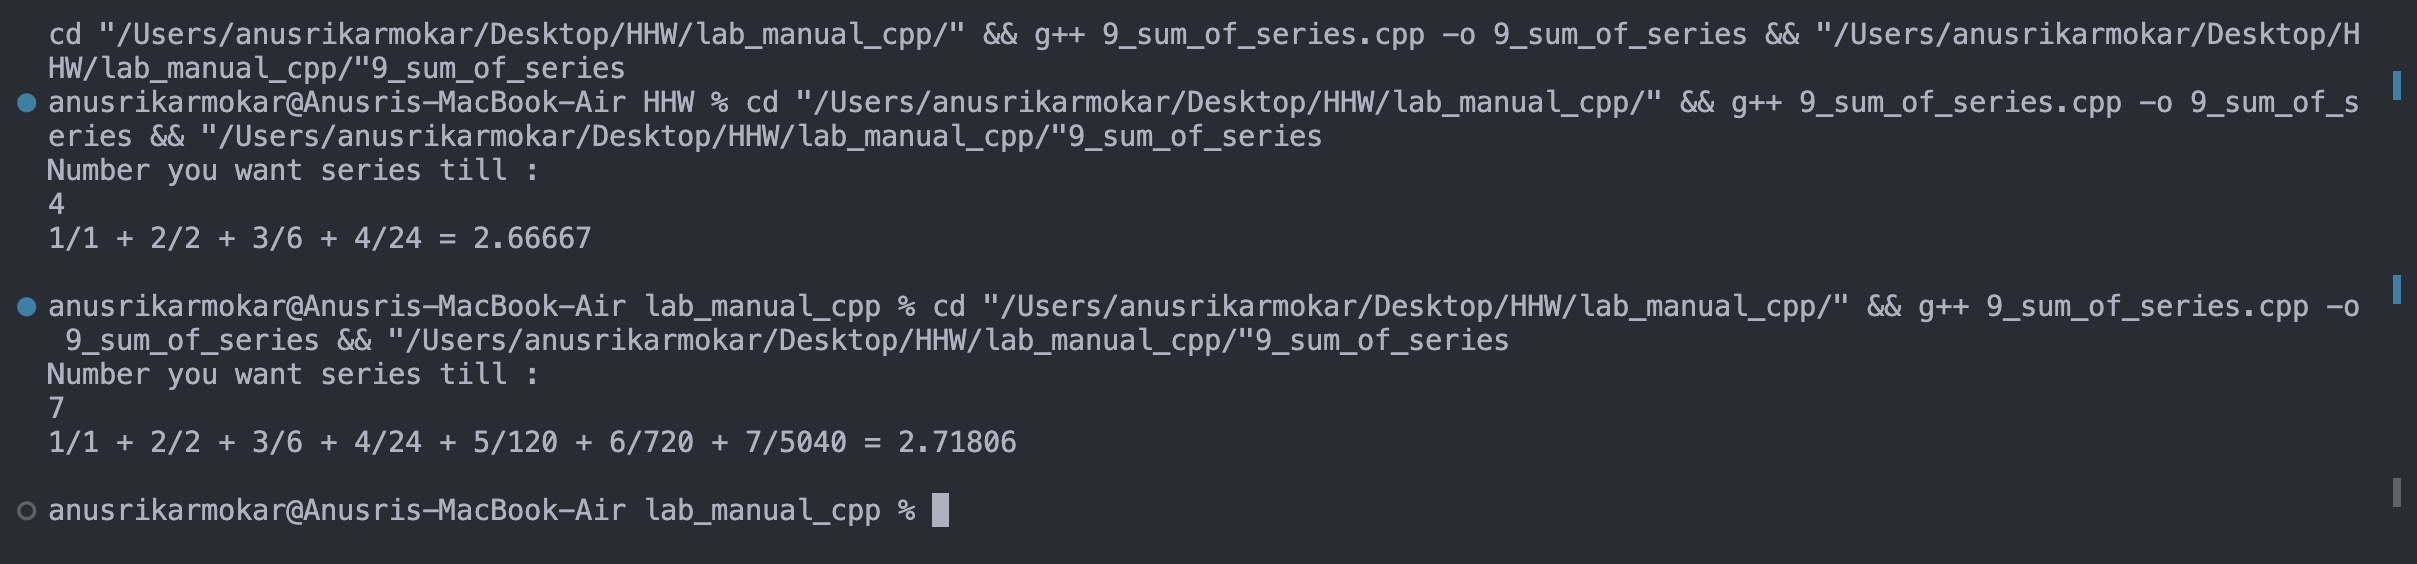 cd "/Users/anusrikarmokar/Desktop/HHW/lab_manual_cpp/" && g++ 9_sum_of_series.cpp -o 9_sum_of_series && "/Users/anusrikarmokar/Desktop/H
HW/lab_manual_cpp/"9_sum_of_series
anusrikarmokar@Anusris-MacBook-Air HHW % cd "/Users/anusrikarmokar/Desktop/HHW/lab_manual_cpp/" && g++ 9_sum_of_series.cpp -o 9_sum_of_s
eries && "/Users/anusrikarmokar/Desktop/HHW/lab_manual_cpp/"9_sum_of_series
Number you want series till :
4
1/1 + 2/2 + 3/6 + 4/24 = 2.66667
anusrikarmokar@Anusris-MacBook-Air lab_manual_cpp % cd "/Users/anusrikarmokar/Desktop/HHW/lab_manual_cpp/" && g++ 9_sum_of_series.cpp -o
9_sum_of_series && "/Users/anusrikarmokar/Desktop/HHW/lab_manual_cpp/"9_sum_of_series
Number you want series till :
7
1/1 + 2/2 + 3/6 + 4/24 + 5/120 + 6/720 + 7/5040 = 2.71806
anusrikarmokar@Anusris-MacBook-Air lab_manual_cpp %